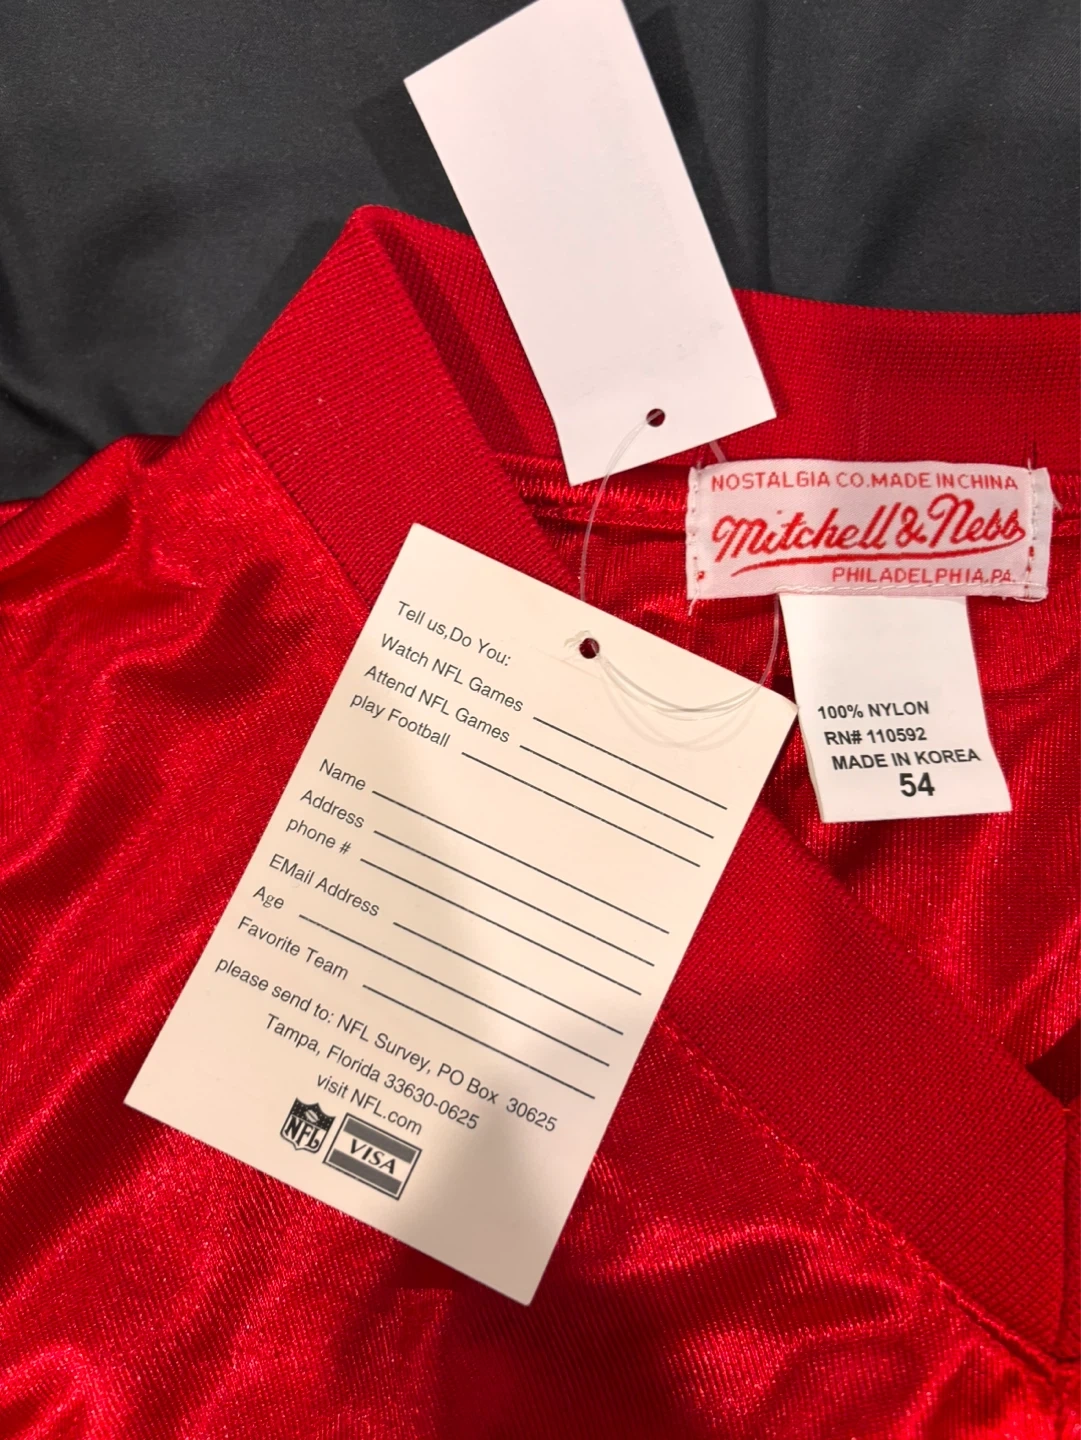 NOSTALGIA CO. MADE IN CHINA
Mitchell & Ness
PHILADELPHIA, PA.
100% NYLON
RN# 110592
MADE IN KOREA
54
Tell us,Do You:
Watch NFL Games
Attend NFL Games
play Football
Name
Address
phone #
EMail Address
Age
Favorite Team
please send to: NFL Survey, PO Box 30625
Tampa, Florida 33630-0625
visit NFL.com
NFL
VISA